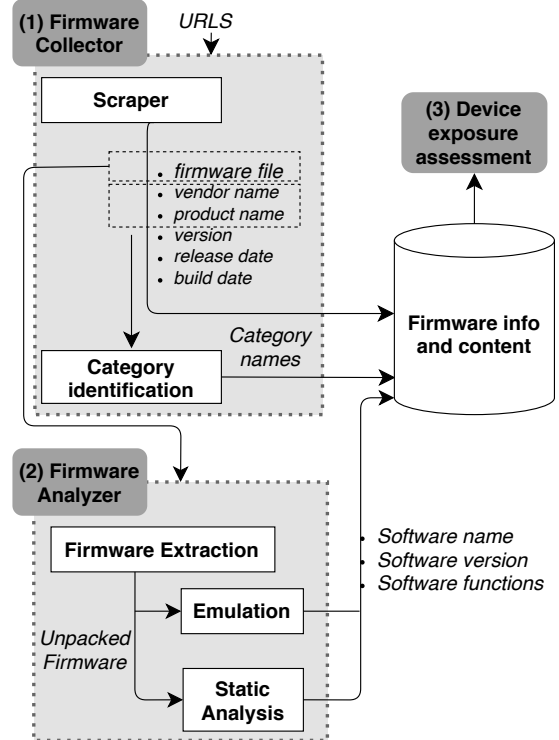 (1) Firmware
Collector
URLS
Scraper
• firmware file
• vendor name
• product name
• version
• release date
• build date
Category
identification
Category
names
(3) Device
exposure
assessment
Firmware info
and content
(2) Firmware
Analyzer
Firmware Extraction
Unpacked
Firmware
Emulation
Static
Analysis
• Software name
• Software version
• Software functions